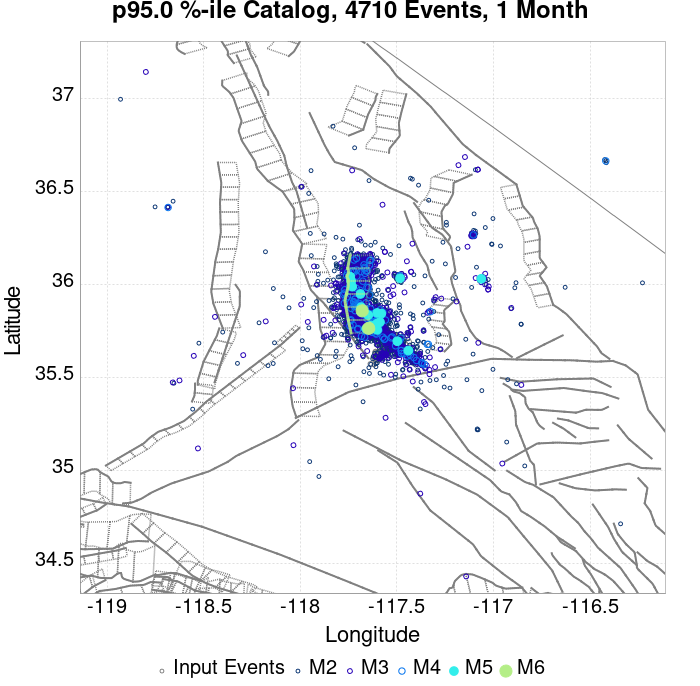 p95.0 %-ile Catalog, 4710 Events, 1 Month
37
36.5
36
35.5
35
34.5
Latitude
-119 -118.5 -118 -117.5 -117 -116.5
Longitude
Input Events M2 M3 M4 M5 M6